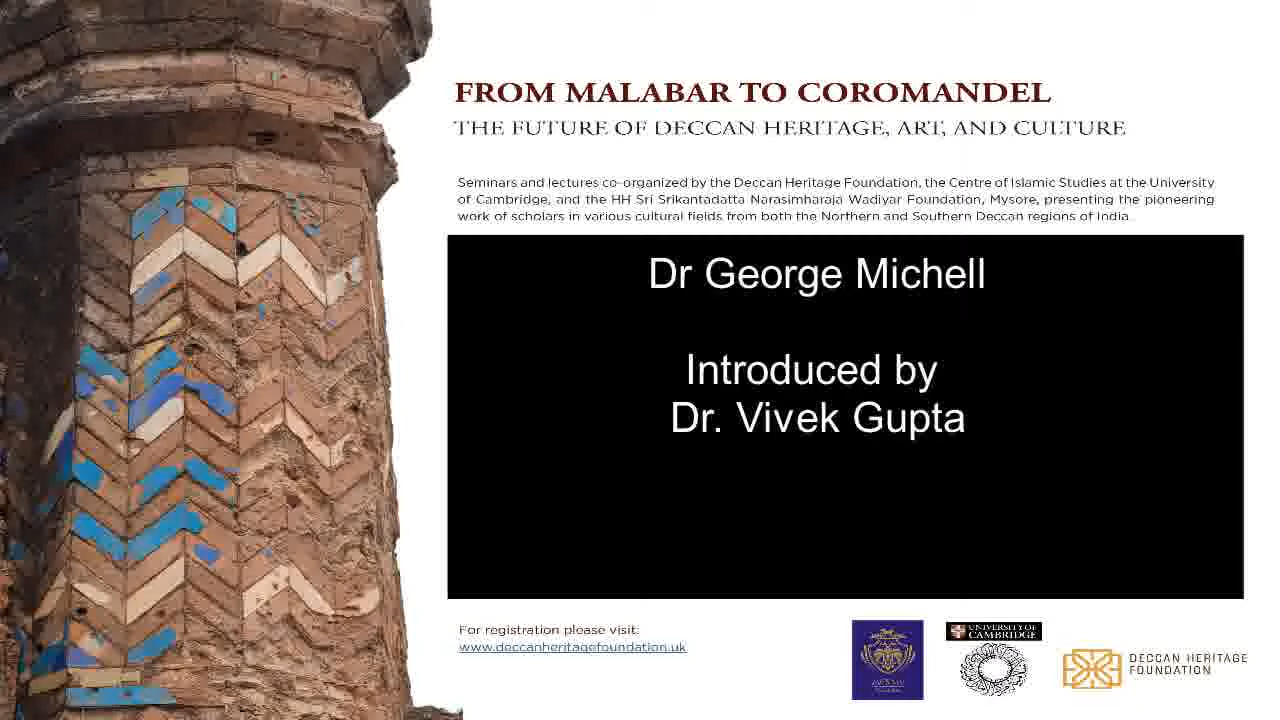 FROM MALABAR TO COROMANDEL
THE FUTURE OF DECCAN HERITAGE, ART, AND CULTURE
Seminars and lectures co-organized by the Deccan Heritage Foundation, the Centre of Islamic Studies at the University
of Cambridge, and the HH Sri Srikantadatta Narasimharaja Wadiyar Foundation, Mysore, presenting the pioneering
work of scholars in various cultural fields from both the Northern and Southern Deccan regions of India.
Dr George Michell
Introduced by
Dr. Vivek Gupta
For registration please visit:
www.deccanheritagefoundation.uk
UNIVERSITY OF
CAMBRIDGE
DECCAN HERITAGE
FOUNDATION